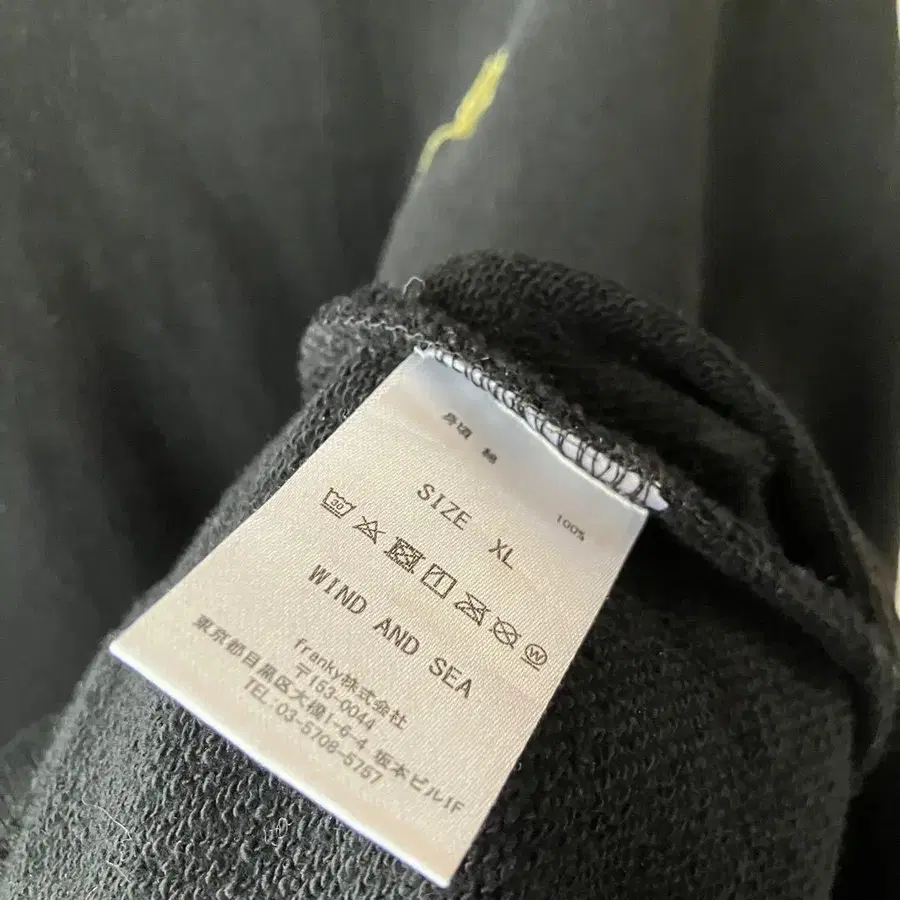 身頃 綿 100%
SIZE XL
30
W
WIND AND SEA
franky株式会社
〒153-0044
東京都目黒区大橋1-6-4 坂本ビル1F
TEL:03-5708-5757